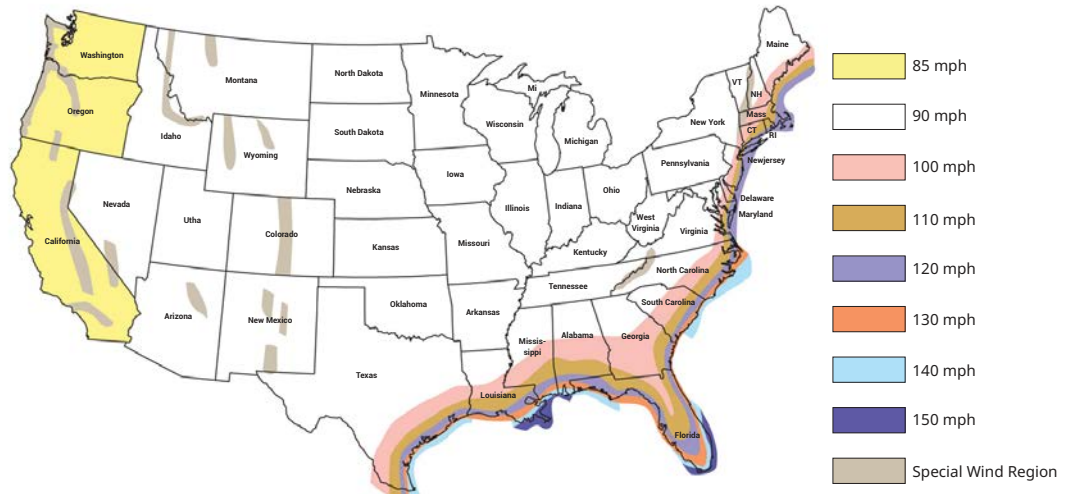 Washington
Oregon
California
Nevada
Idaho
Montana
Wyoming
Utha
Colorado
Arizona
New Mexico
North Dakota
South Dakota
Nebraska
Kansas
Oklahoma
Texas
Minnesota
Iowa
Missouri
Arkansas
Louisiana
Wisconsin
Mi
Michigan
Illinois
Indiana
Ohio
Kentucky
Tennessee
Missis-
sippi
Alabama
Georgia
Florida
South Carolina
North Carolina
Virginia
West
Virginia
Pennsylvania
New York
VT
NH
Maine
Mass
CT
RI
Newjersey
Delaware
Maryland
85 mph
90 mph
100 mph
110 mph
120 mph
130 mph
140 mph
150 mph
Special Wind Region